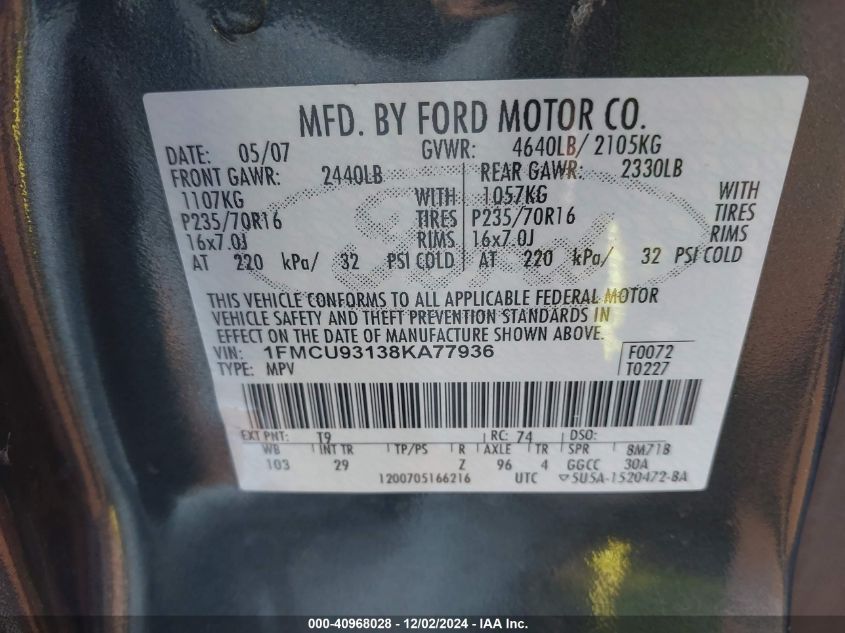 MFD. BY FORD MOTOR CO.
DATE: 05/07 GVWR: 4640LB/ 2105KG
FRONT GAWR: 2440LB REAR GAWR: 2330LB
1107KG WITH 1057KG WITH
P235/70R16 TIRES P235/70R16 TIRES
16x7.0J RIMS 16x7.0J RIMS
AT 220 kPa/ 32 PSI COLD AT 220 kPa/ 32 PSI COLD
Ford
THIS VEHICLE CONFORMS TO ALL APPLICABLE FEDERAL MOTOR
VEHICLE SAFETY AND THEFT PREVENTION STANDARDS IN
EFFECT ON THE DATE OF MANUFACTURE SHOWN ABOVE.
VIN: 1FMCU93138KA77936 F0072
TYPE: MPV T0227
EXT PNT: T9 RC: 74 DSO:
WB INT TR TP/PS R AXLE TR SPR 8M718
103 29 Z 96 4 GGCC 30A
1200705166216 UTC ▽5U5A-1520472-BA
000-40968028 - 12/02/2024 - IAA Inc.